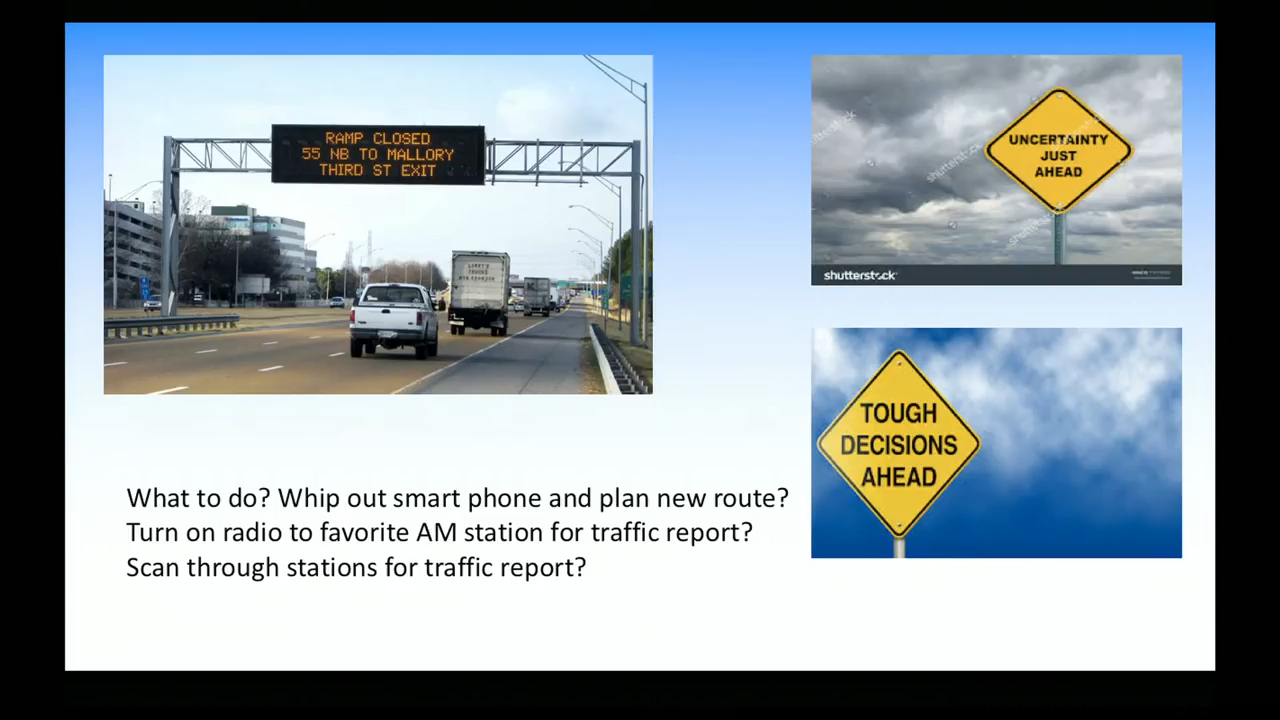 RAMP CLOSED
55 NB TO MALLORY
THIRD ST EXIT
UNCERTAINTY
JUST
AHEAD
shutterstock
TOUGH
DECISIONS
AHEAD
What to do? Whip out smart phone and plan new route?
Turn on radio to favorite AM station for traffic report?
Scan through stations for traffic report?